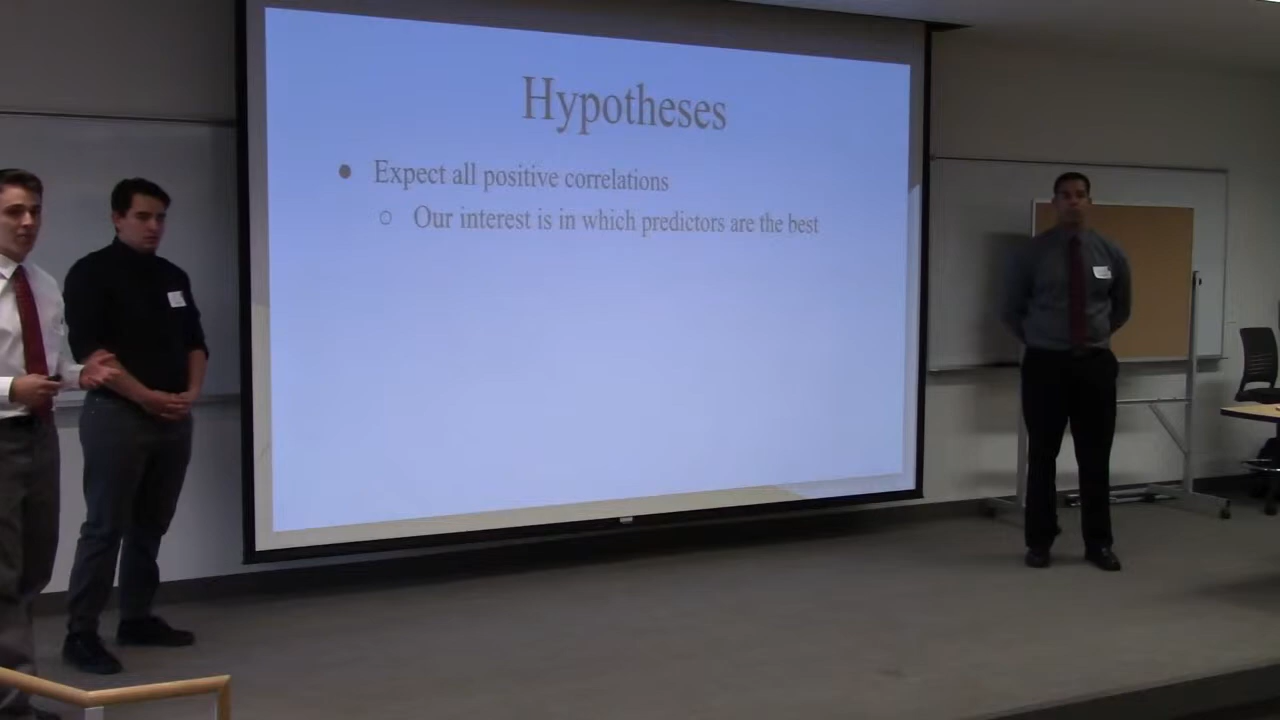 Hypotheses
● Expect all positive correlations
○ Our interest is in which predictors are the best